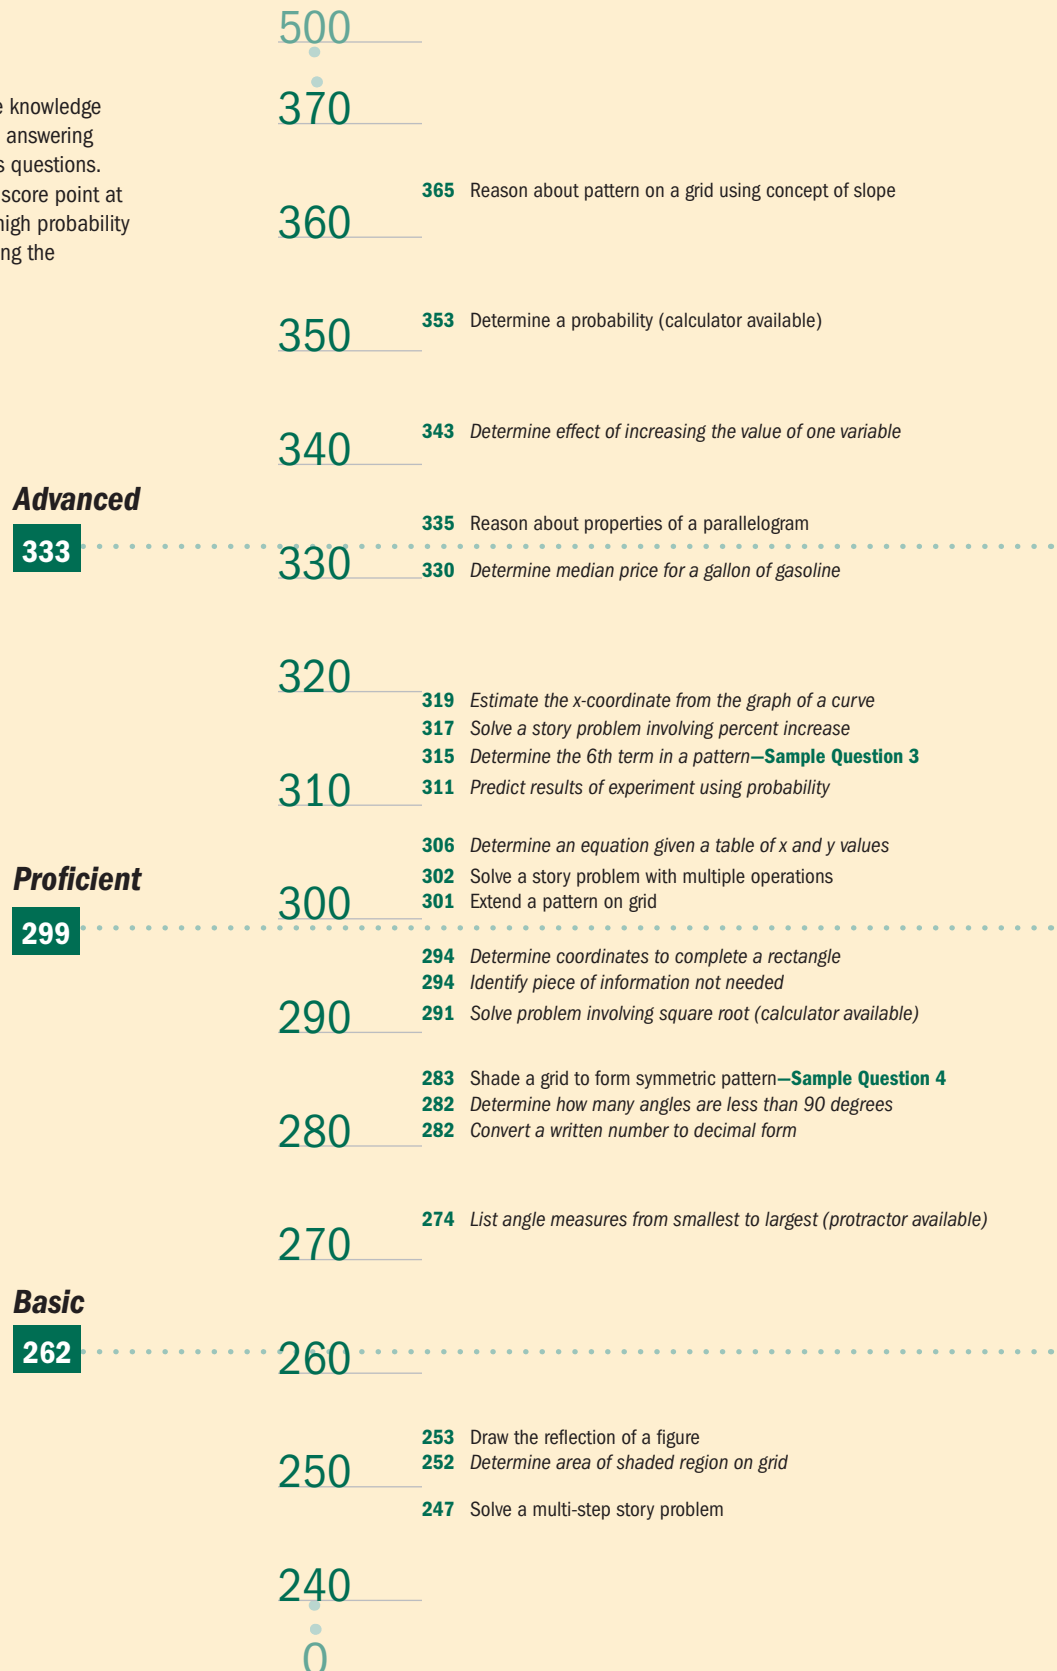 500
e knowledge
370
answering
s questions.
score point at
365 Reason about pattern on a grid using concept of slope
high probability
360
ng the
350
353 Determine a probability (calculator available)
340
343 Determine effect of increasing the value of one variable
Advanced
335 Reason about properties of a parallelogram
333
330
330 Determine median price for a gallon of gasoline
320
319 Estimate the x-coordinate from the graph of a curve
317 Solve a story problem involving percent increase
315 Determine the 6th term in a pattern—Sample Question 3
310
311 Predict results of experiment using probability
306 Determine an equation given a table of x and y values
Proficient
302 Solve a story problem with multiple operations
300
301 Extend a pattern on grid
299
294 Determine coordinates to complete a rectangle
294 Identify piece of information not needed
290
291 Solve problem involving square root (calculator available)
283 Shade a grid to form symmetric pattern—Sample Question 4
282 Determine how many angles are less than 90 degrees
280
282 Convert a written number to decimal form
274 List angle measures from smallest to largest (protractor available)
270
Basic
262
260
253 Draw the reflection of a figure
252 Determine area of shaded region on grid
250
247 Solve a multi-step story problem
240
0